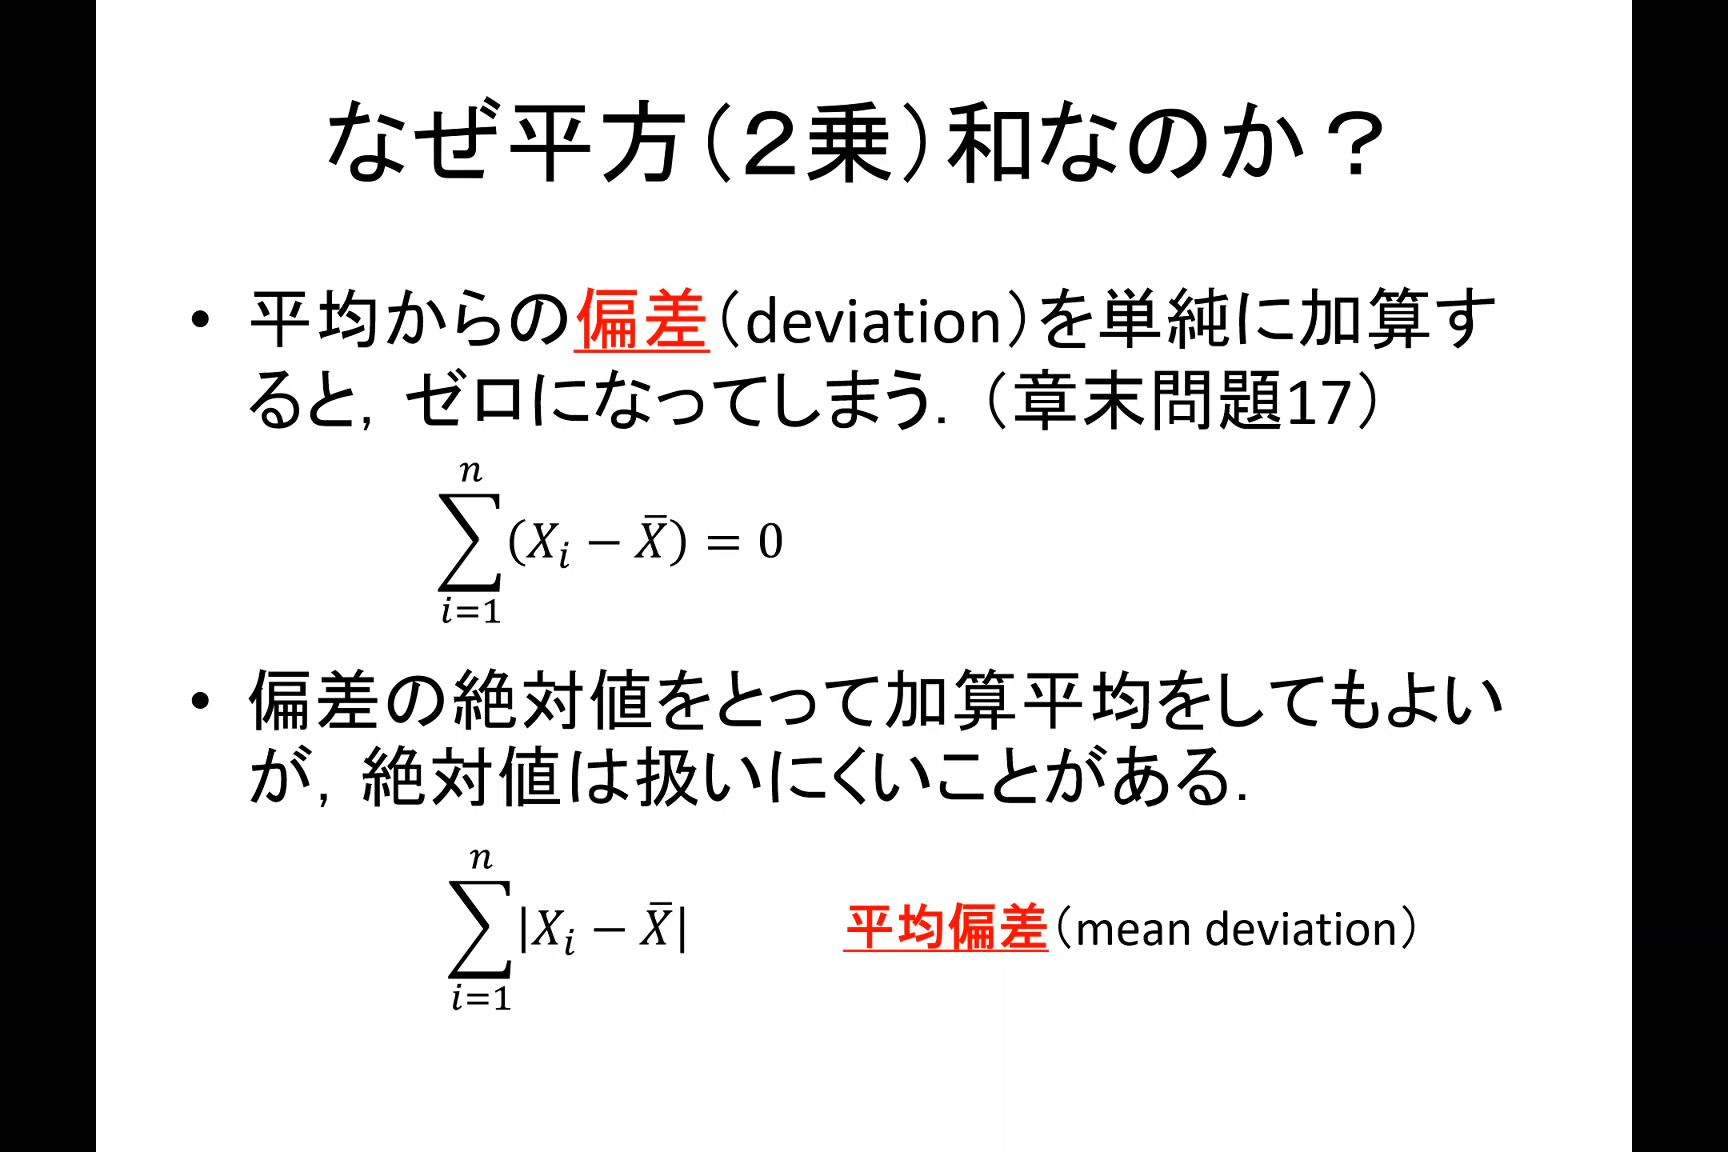 なぜ平方（２乗）和なのか？
• 平均からの偏差（deviation）を単純に加算す
ると，ゼロになってしまう．（章末問題17）
\sum_{i=1}^{n}(X_i − \bar{X}) = 0
• 偏差の絶対値をとって加算平均をしてもよい
が，絶対値は扱いにくいことがある．
\sum_{i=1}^{n}|X_i − \bar{X}| 平均偏差（mean deviation）